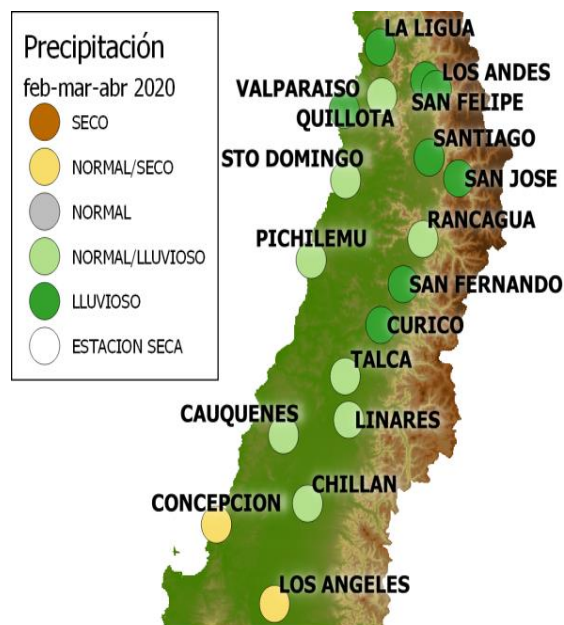 Precipitación
feb-mar-abr 2020
SECO
NORMAL/SECO
NORMAL
NORMAL/LLUVIOSO
LLUVIOSO
ESTACION SECA
LA LIGUA
LOS ANDES
VALPARAISO
SAN FELIPE
QUILLOTA
SANTIAGO
STO DOMINGO
SAN JOSE
RANCAGUA
PICHILEMU
SAN FERNANDO
CURICO
TALCA
CAUQUENES
LINARES
CHILLAN
CONCEPCION
LOS ANGELES